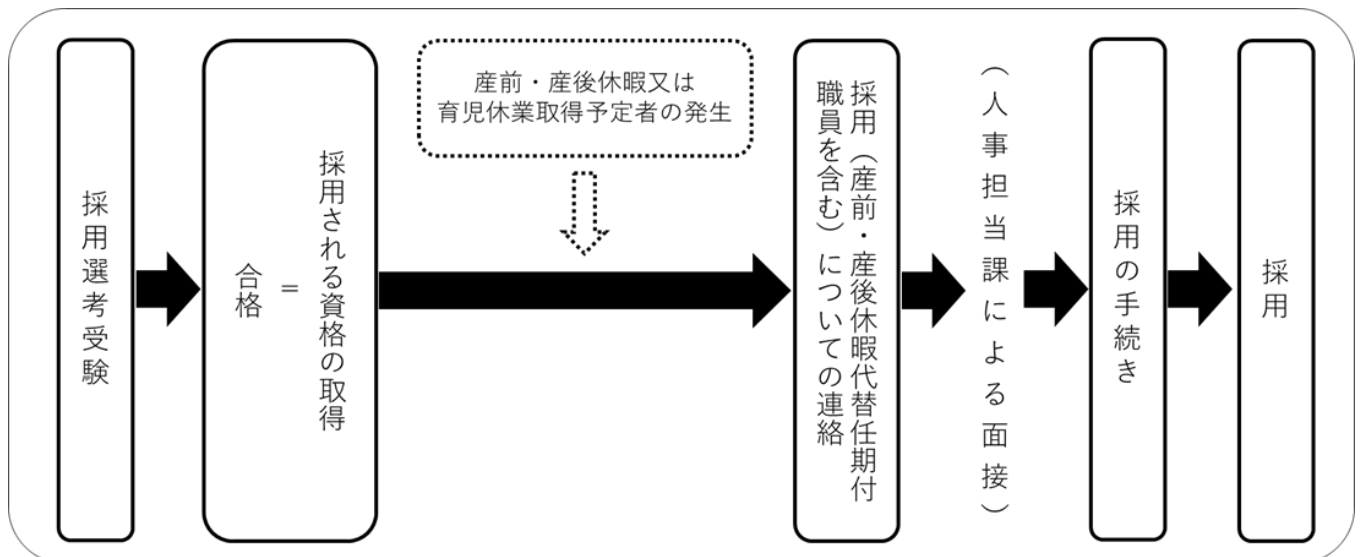 採用選考受験
合格
＝
採用される資格の取得
産前・産後休暇又は
育児休業取得予定者の発生
採用（産前・産後休暇代替任期付
職員を含む）についての連絡
（人事担当課による面接）
採用の手続き
採用